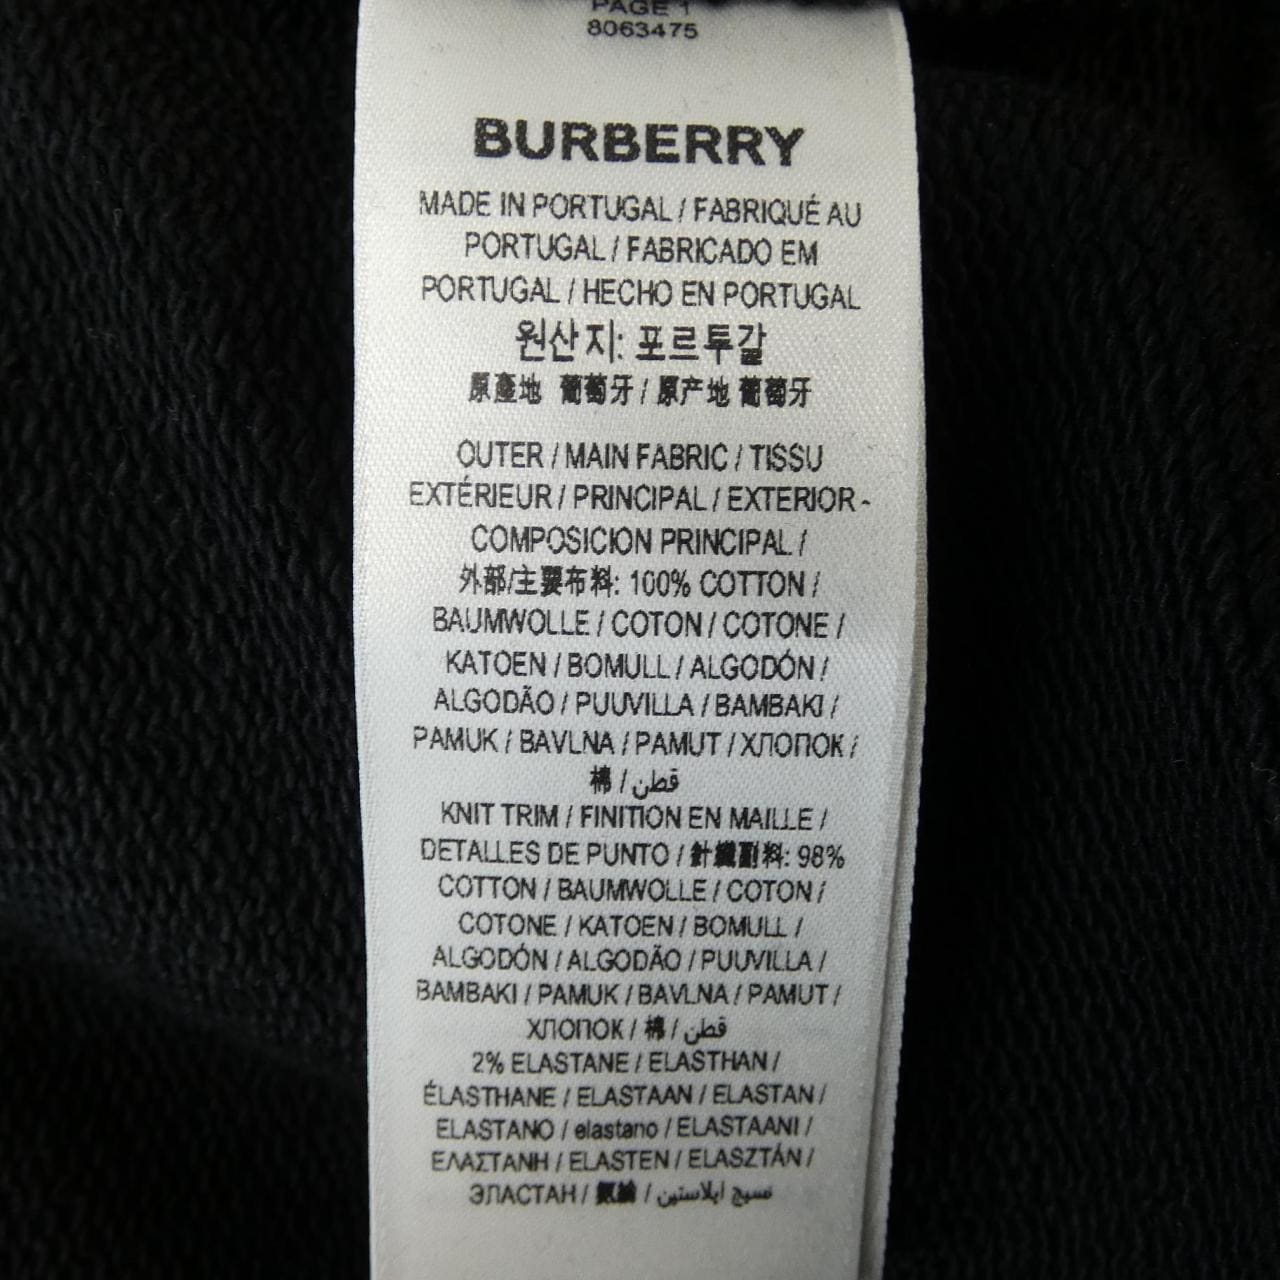 PAGE 1
8063475
BURBERRY
MADE IN PORTUGAL / FABRIQUÉ AU
PORTUGAL / FABRICADO EM
PORTUGAL / HECHO EN PORTUGAL
원산지: 포르투갈
原產地 葡萄牙 / 原产地 葡萄牙
OUTER / MAIN FABRIC / TISSU
EXTÉRIEUR / PRINCIPAL / EXTERIOR -
COMPOSICION PRINCIPAL /
外部/主要布料: 100% COTTON /
BAUMWOLLE / COTON / COTONE /
KATOEN / BOMULL / ALGODÓN /
ALGODÃO / PUUVILLA / BAMBAKI /
PAMUK / BAVLNA / PAMUT / ХЛОПОК /
棉 / قطن
KNIT TRIM / FINITION EN MAILLE /
DETALLES DE PUNTO / 針織副料: 98%
COTTON / BAUMWOLLE / COTON /
COTONE / KATOEN / BOMULL /
ALGODÓN / ALGODÃO / PUUVILLA /
BAMBAKI / PAMUK / BAVLNA / PAMUT /
ХЛОПОК / 棉 / قطن
2% ELASTANE / ELASTHAN /
ÉLASTHANE / ELASTAAN / ELASTAN /
ELASTANO / elastano / ELASTAANI /
ΕΛΑΣΤΑΝΗ / ELASTEN / ELASZTÁN /
ЭЛАСТАН / 氨綸 / نسيج ايلاستين